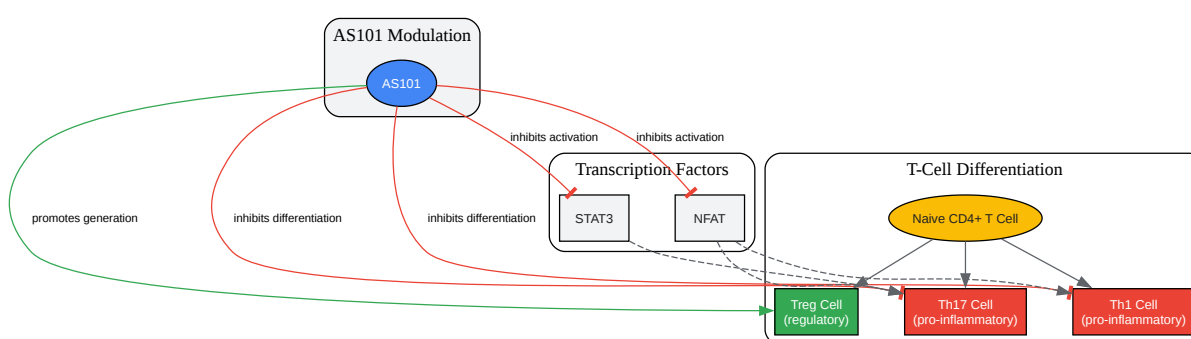 AS101 Modulation
AS101
inhibits activation
inhibits activation
Transcription Factors
T-Cell Differentiation
STAT3
NFAT
Naive CD4+ T Cell
promotes generation
inhibits differentiation
inhibits differentiation
Treg Cell
(regulatory)
Th17 Cell
(pro-inflammatory)
Th1 Cell
(pro-inflammatory)